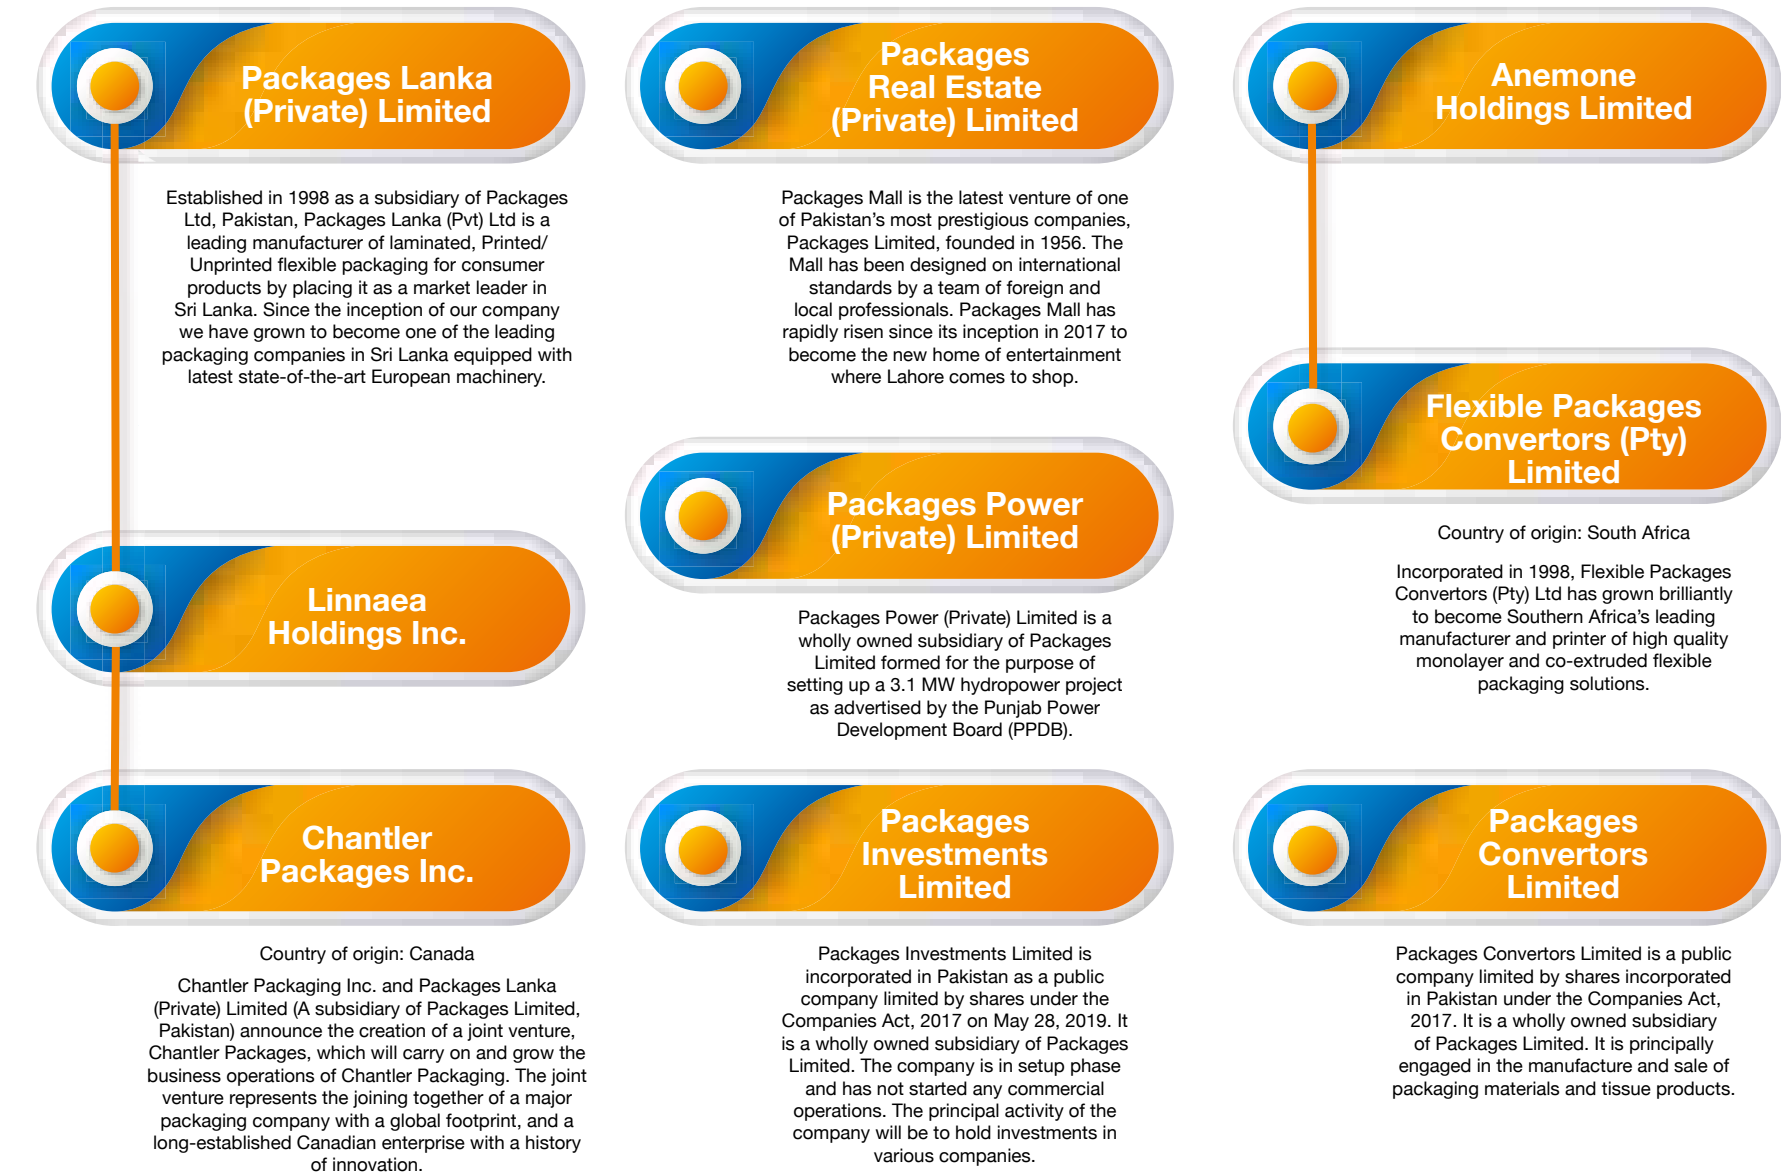 Packages Lanka
(Private) Limited
Established in 1998 as a subsidiary of Packages
Ltd, Pakistan, Packages Lanka (Pvt) Ltd is a
leading manufacturer of laminated, Printed/
Unprinted flexible packaging for consumer
products by placing it as a market leader in
Sri Lanka. Since the inception of our company
we have grown to become one of the leading
packaging companies in Sri Lanka equipped with
latest state-of-the-art European machinery.
Linnaea
Holdings Inc.
Chantler
Packages Inc.
Country of origin: Canada
Chantler Packaging Inc. and Packages Lanka
(Private) Limited (A subsidiary of Packages Limited,
Pakistan) announce the creation of a joint venture,
Chantler Packages, which will carry on and grow the
business operations of Chantler Packaging. The joint
venture represents the joining together of a major
packaging company with a global footprint, and a
long-established Canadian enterprise with a history
of innovation.
Packages
Real Estate
(Private) Limited
Packages Mall is the latest venture of one
of Pakistan’s most prestigious companies,
Packages Limited, founded in 1956. The
Mall has been designed on international
standards by a team of foreign and
local professionals. Packages Mall has
rapidly risen since its inception in 2017 to
become the new home of entertainment
where Lahore comes to shop.
Packages Power
(Private) Limited
Packages Power (Private) Limited is a
wholly owned subsidiary of Packages
Limited formed for the purpose of
setting up a 3.1 MW hydropower project
as advertised by the Punjab Power
Development Board (PPDB).
Packages
Investments
Limited
Packages Investments Limited is
incorporated in Pakistan as a public
company limited by shares under the
Companies Act, 2017 on May 28, 2019. It
is a wholly owned subsidiary of Packages
Limited. The company is in setup phase
and has not started any commercial
operations. The principal activity of the
company will be to hold investments in
various companies.
Anemone
Holdings Limited
Flexible Packages
Convertors (Pty)
Limited
Country of origin: South Africa
Incorporated in 1998, Flexible Packages
Convertors (Pty) Ltd has grown brilliantly
to become Southern Africa’s leading
manufacturer and printer of high quality
monolayer and co-extruded flexible
packaging solutions.
Packages
Convertors
Limited
Packages Convertors Limited is a public
company limited by shares incorporated
in Pakistan under the Companies Act,
2017. It is a wholly owned subsidiary
of Packages Limited. It is principally
engaged in the manufacture and sale of
packaging materials and tissue products.